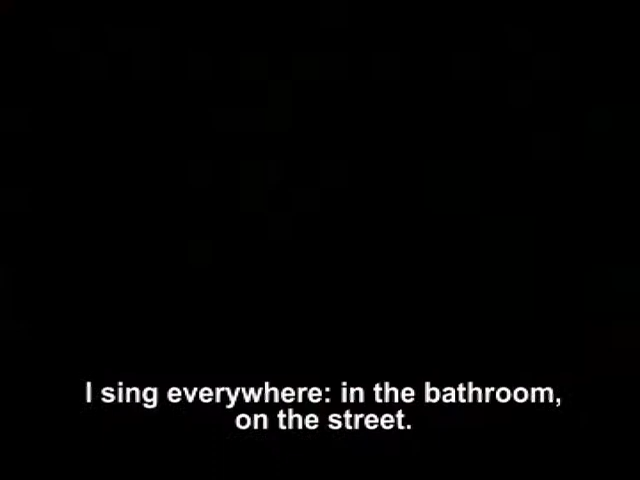 I sing everywhere: in the bathroom,
on the street.